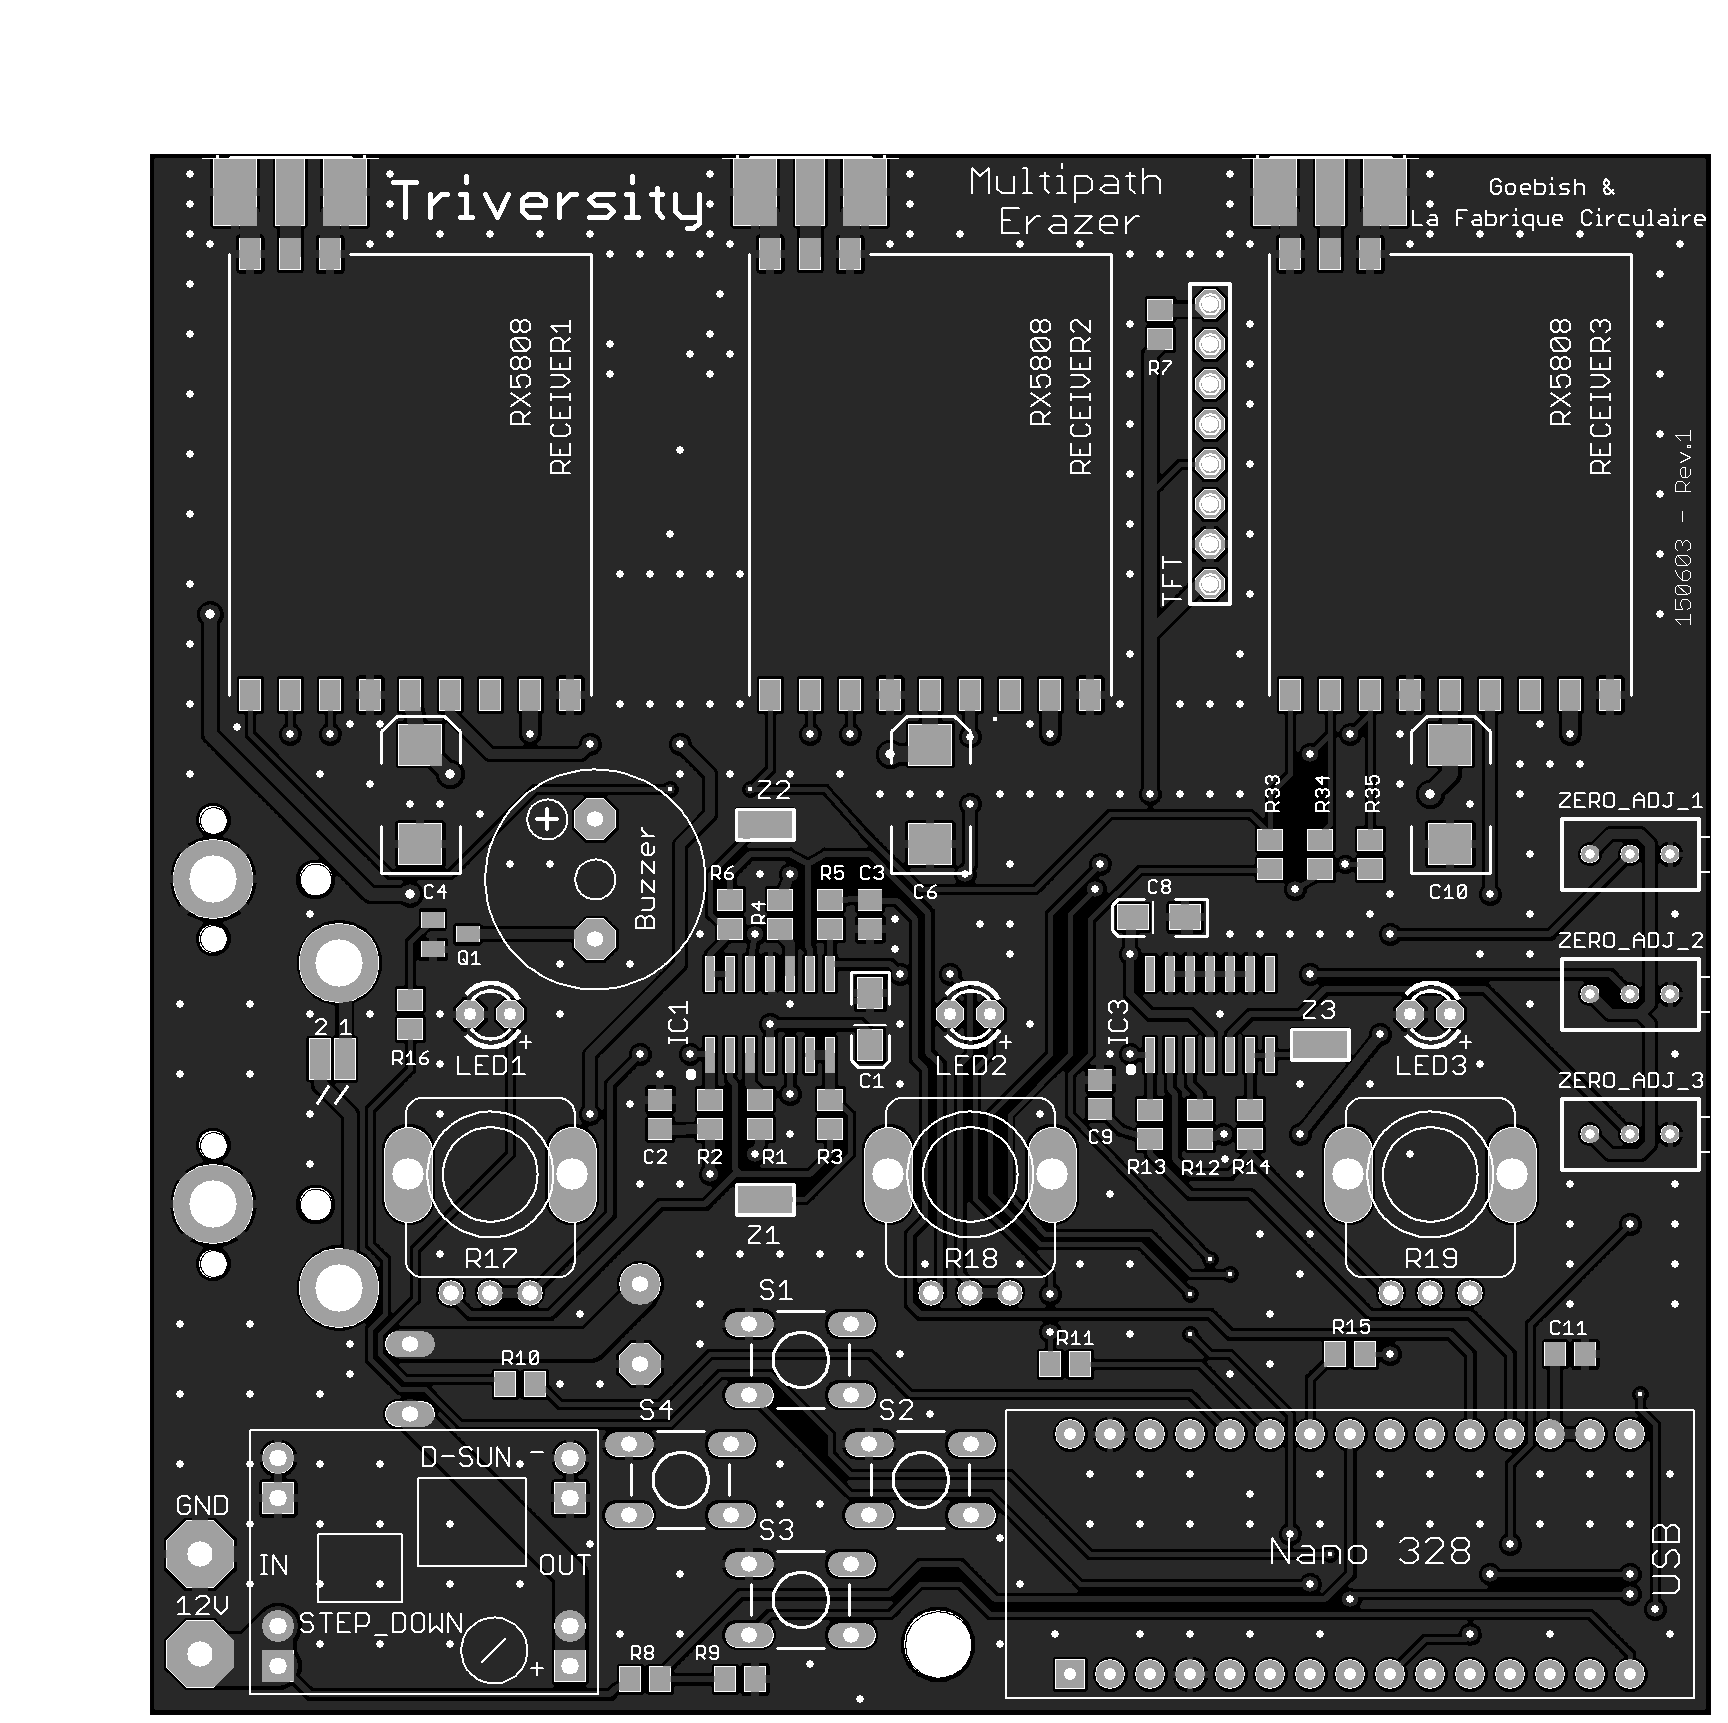 Triversity
Multipath
Erazer
Goebish &
La Fabrique Circulaire
RX5808
RECEIVER1
RX5808
RECEIVER2
RX5808
RECEIVER3
R7
TFT
150603 - Rev.1
Z2
R33
R34
R35
ZERO_ADJ_1
C4
Buzzer
R6
R4
R5
C3
C6
C8
C10
Q1
ZERO_ADJ_2
2 1
R16
LED1
+
IC1
C1
LED2
+
IC3
Z3
LED3
+
ZERO_ADJ_3
C2
R2
R1
R3
C9
R13
R12
R14
Z1
R17
R18
R19
S1
R10
R11
R15
C11
S4
S2
D-SUN
-
GND
S3
IN
OUT
Nano 328
USB
12V
STEP_DOWN
+
R8
R9